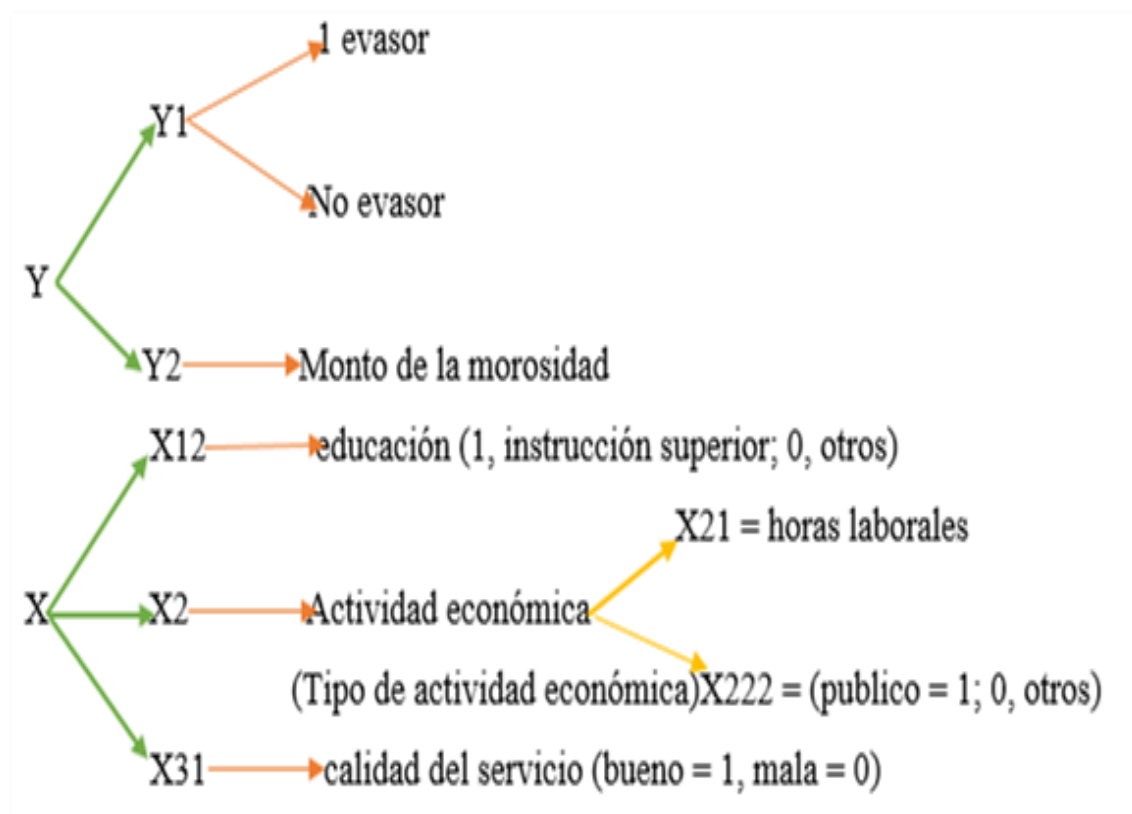 1 evasor
Y1
No evasor
Y
Y2 Monto de la morosidad
X12 educación (1, instrucción superior; 0, otros)
X21 = horas laborales
X X2 Actividad económica
(Tipo de actividad económica)X222 = (publico = 1; 0, otros)
X31 calidad del servicio (bueno = 1, mala = 0)